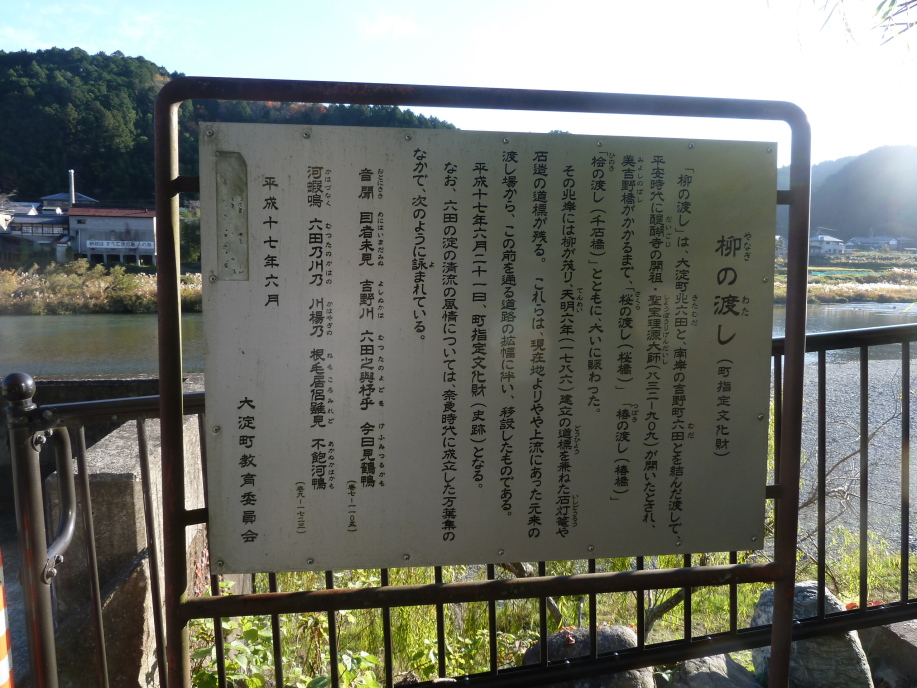 柳の渡し（町指定文化財）
「柳の渡し」は、大淀町北六田と、南岸の吉野町六田とを結んだ渡しで、
平安時代に醍醐寺の開祖、聖宝理源大師（八三二-九〇九）が開いたとされ、
美吉野橋がかかるまで、「桜の渡し（桜橋）」「椿の渡し（椿橋）」
「桧の渡し（千石橋）」とともに、大いに賑わった。
その北岸には柳が茂り、天明六年（一七八六）建立の道標を兼ねた石灯篭や
石造の道標が残る。 これらは、現在地よりやや上流にあった元来の
渡し場から、この前を通る道路の拡幅に伴い、移設したものである。
平成十七年六月二十一日、町指定文化財（史跡）となる。
なお、六田の淀の清流の風情については、奈良時代に成立した万葉集の
なかで、次のように詠まれている。
音聞 目者未見 吉野川 六田之與杼乎 今日見鶴鴨
（巻七-一一〇五）
河蝦鳴 六田乃川乃 川楊乃 根毛居侶雖見 不飽河鴨
（巻九-一七二三）
平成十七年六月
大淀町教育委員会